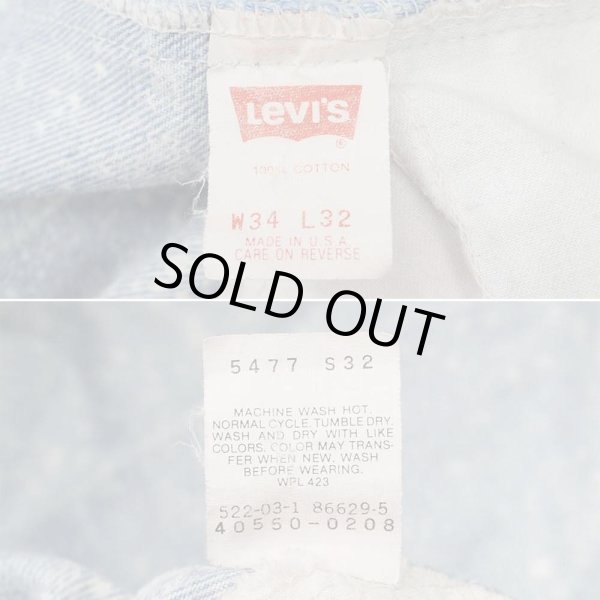 Levi's
®
100% COTTON
W34 L32
MADE IN U.S.A.
CARE ON REVERSE
SOLD OUT
5477 S32
MACHINE WASH HOT,
NORMAL CYCLE, TUMBLE DRY.
WASH AND DRY WITH LIKE
COLORS. COLOR MAY TRANS-
FER WHEN NEW. WASH
BEFORE WEARING.
WPL 423
522-03-1 86629-5
40550-0208